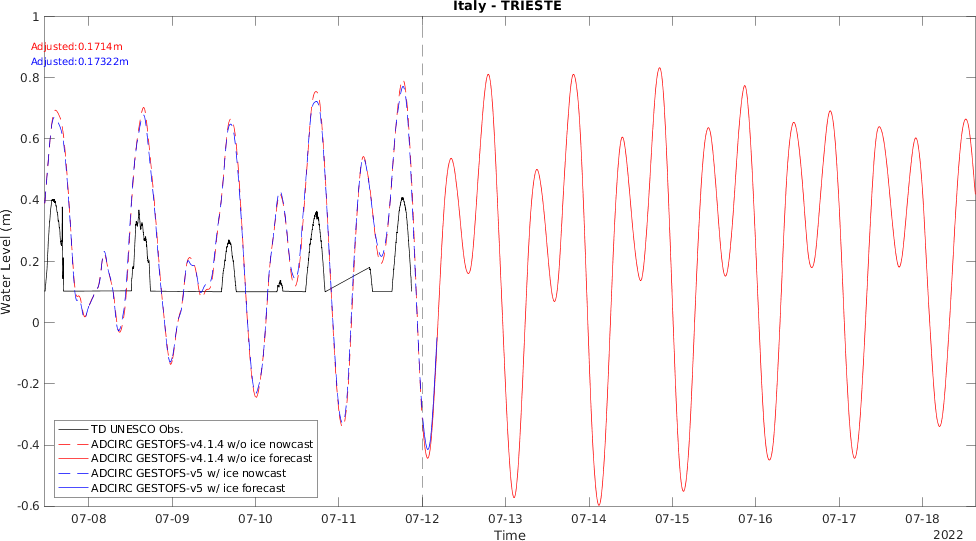 Italy - TRIESTE
Adjusted:0.1714m
Adjusted:0.17322m
Water Level (m)
1
0.8
0.6
0.4
0.2
0
-0.2
-0.4
-0.6
TD UNESCO Obs.
ADCIRC GESTOFS-v4.1.4 w/o ice nowcast
ADCIRC GESTOFS-v4.1.4 w/o ice forecast
ADCIRC GESTOFS-v5 w/ ice nowcast
ADCIRC GESTOFS-v5 w/ ice forecast
07-08 07-09 07-10 07-11 07-12 07-13 07-14 07-15 07-16 07-17 07-18
Time
2022